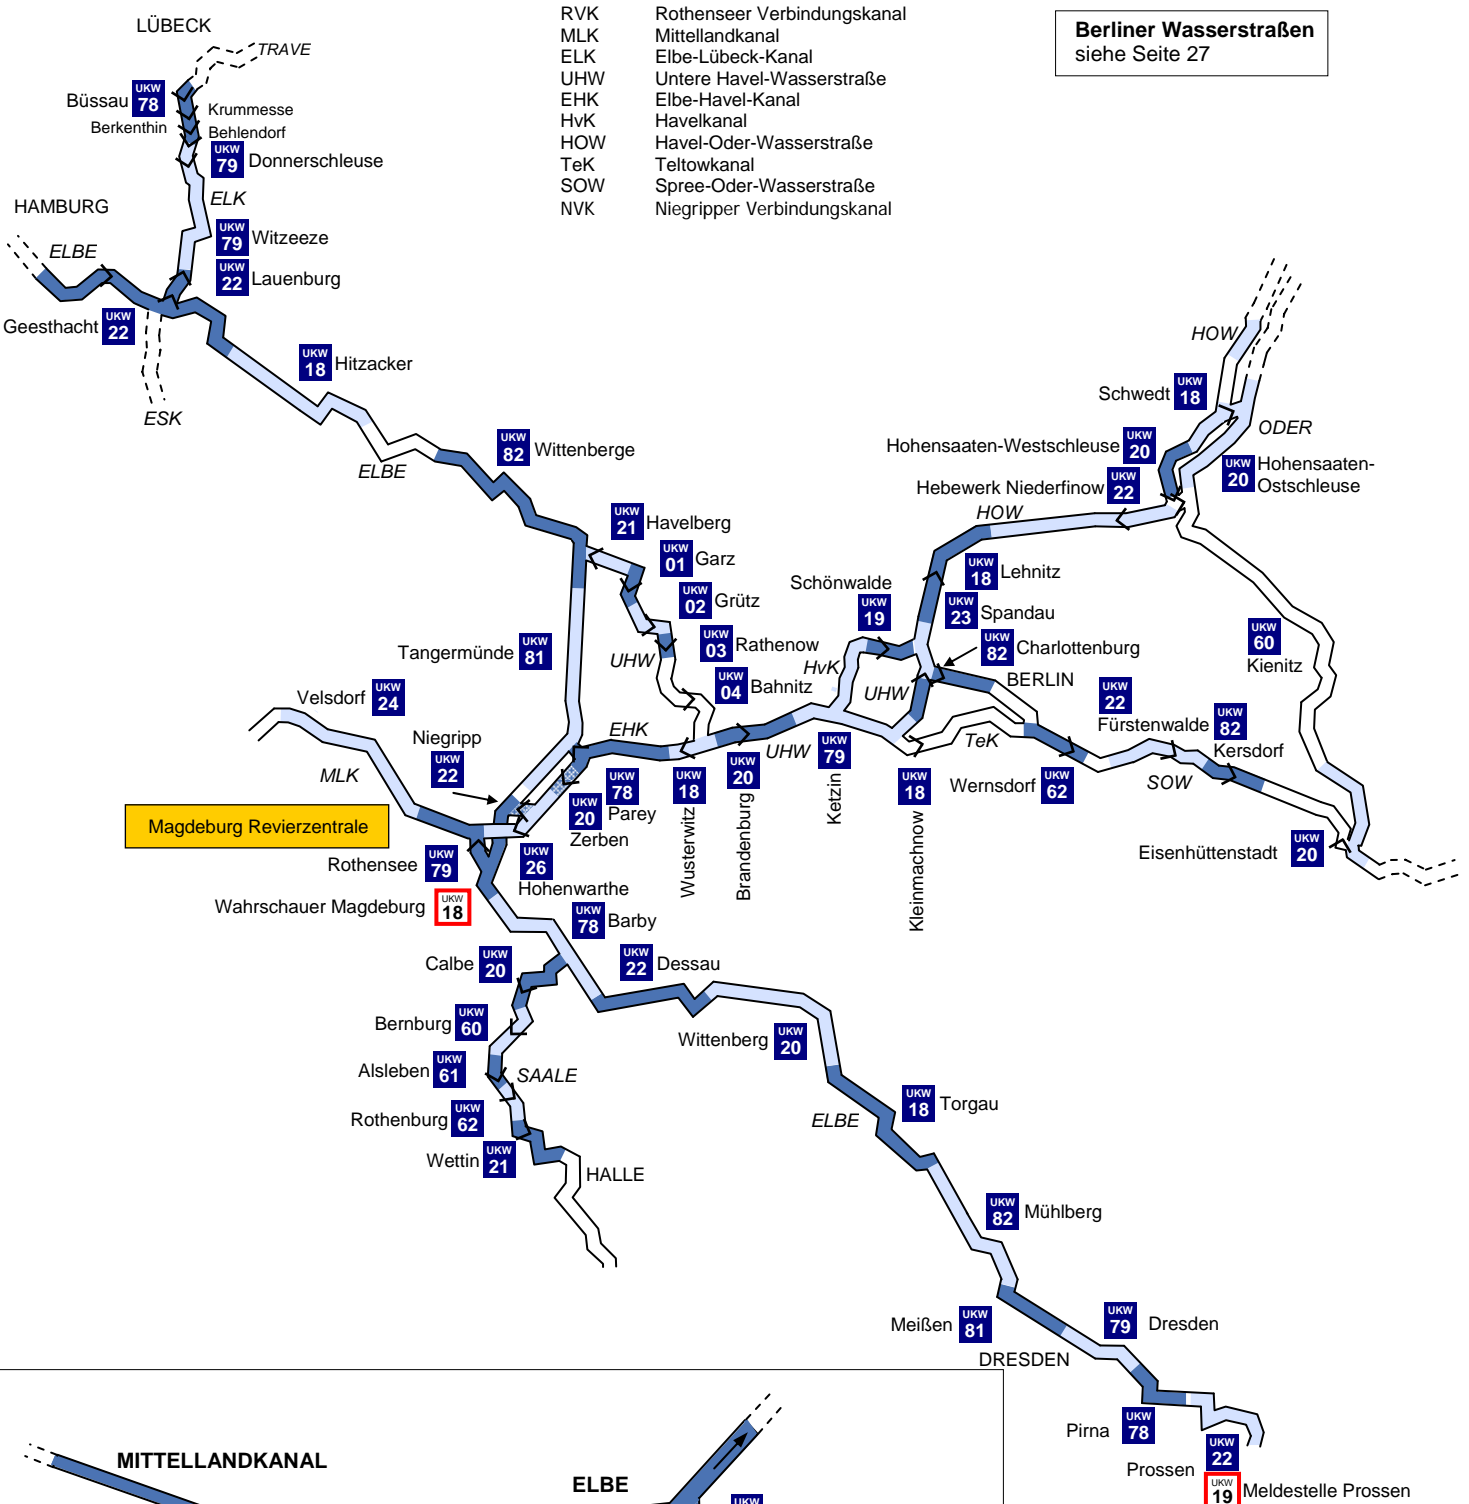 RVK Rothenseer Verbindungskanal
MLK Mittellandkanal
ELK Elbe-Lübeck-Kanal
UHW Untere Havel-Wasserstraße
EHK Elbe-Havel-Kanal
HvK Havelkanal
HOW Havel-Oder-Wasserstraße
TeK Teltowkanal
SOW Spree-Oder-Wasserstraße
NVK Niegripper Verbindungskanal
Berliner Wasserstraßen
siehe Seite 27
LÜBECK
TRAVE
Büssau UKW 78
Krummesse
Berkenthin
Behlendorf
UKW 79 Donnerschleuse
ELK
HAMBURG
ELBE
UKW 79 Witzeeze
UKW 22 Lauenburg
Geesthacht UKW 22
ESK
UKW 18 Hitzacker
ELBE
UKW 82 Wittenberge
HOW
Schwedt UKW 18
ODER
Hohensaaten-Westschleuse UKW 20
UKW 20 Hohensaaten-
Ostschleuse
Hebewerk Niederfinow UKW 22
HOW
UKW 21 Havelberg
UKW 01 Garz
UKW 02 Grütz
UKW 03 Rathenow
UKW 04 Bahnitz
UHW
Schönwalde
UKW 19
UKW 18 Lehnitz
UKW 23 Spandau
UKW 82 Charlottenburg
BERLIN
HvK
UHW
UKW 60
Kienitz
Tangermünde UKW 81
Velsdorf UKW 24
MLK
Niegripp
UKW 22
EHK
UHW
TeK
UKW 22
Fürstenwalde UKW 82
Kersdorf
Wernsdorf UKW 62
SOW
UKW 79
Ketzin
UKW 18
Kleinmachnow
UKW 20
Brandenburg
UKW 18
Wusterwitz
UKW 78
Parey
UKW 20
Zerben
Magdeburg Revierzentrale
Rothensee UKW 79
UKW 26
Hohenwarthe
Eisenhüttenstadt UKW 20
Wahrschauer Magdeburg UKW 18
UKW 78 Barby
Calbe UKW 20
UKW 22 Dessau
Bernburg UKW 60
Wittenberg UKW 20
Alsleben UKW 61
SAALE
Rothenburg UKW 62
UKW 18 Torgau
ELBE
Wettin UKW 21
HALLE
UKW 82 Mühlberg
Meißen UKW 81
UKW 79 Dresden
DRESDEN
Pirna UKW 78
Prossen UKW 22
UKW 19 Meldestelle Prossen
MITTELLANDKANAL
ELBE
UKW